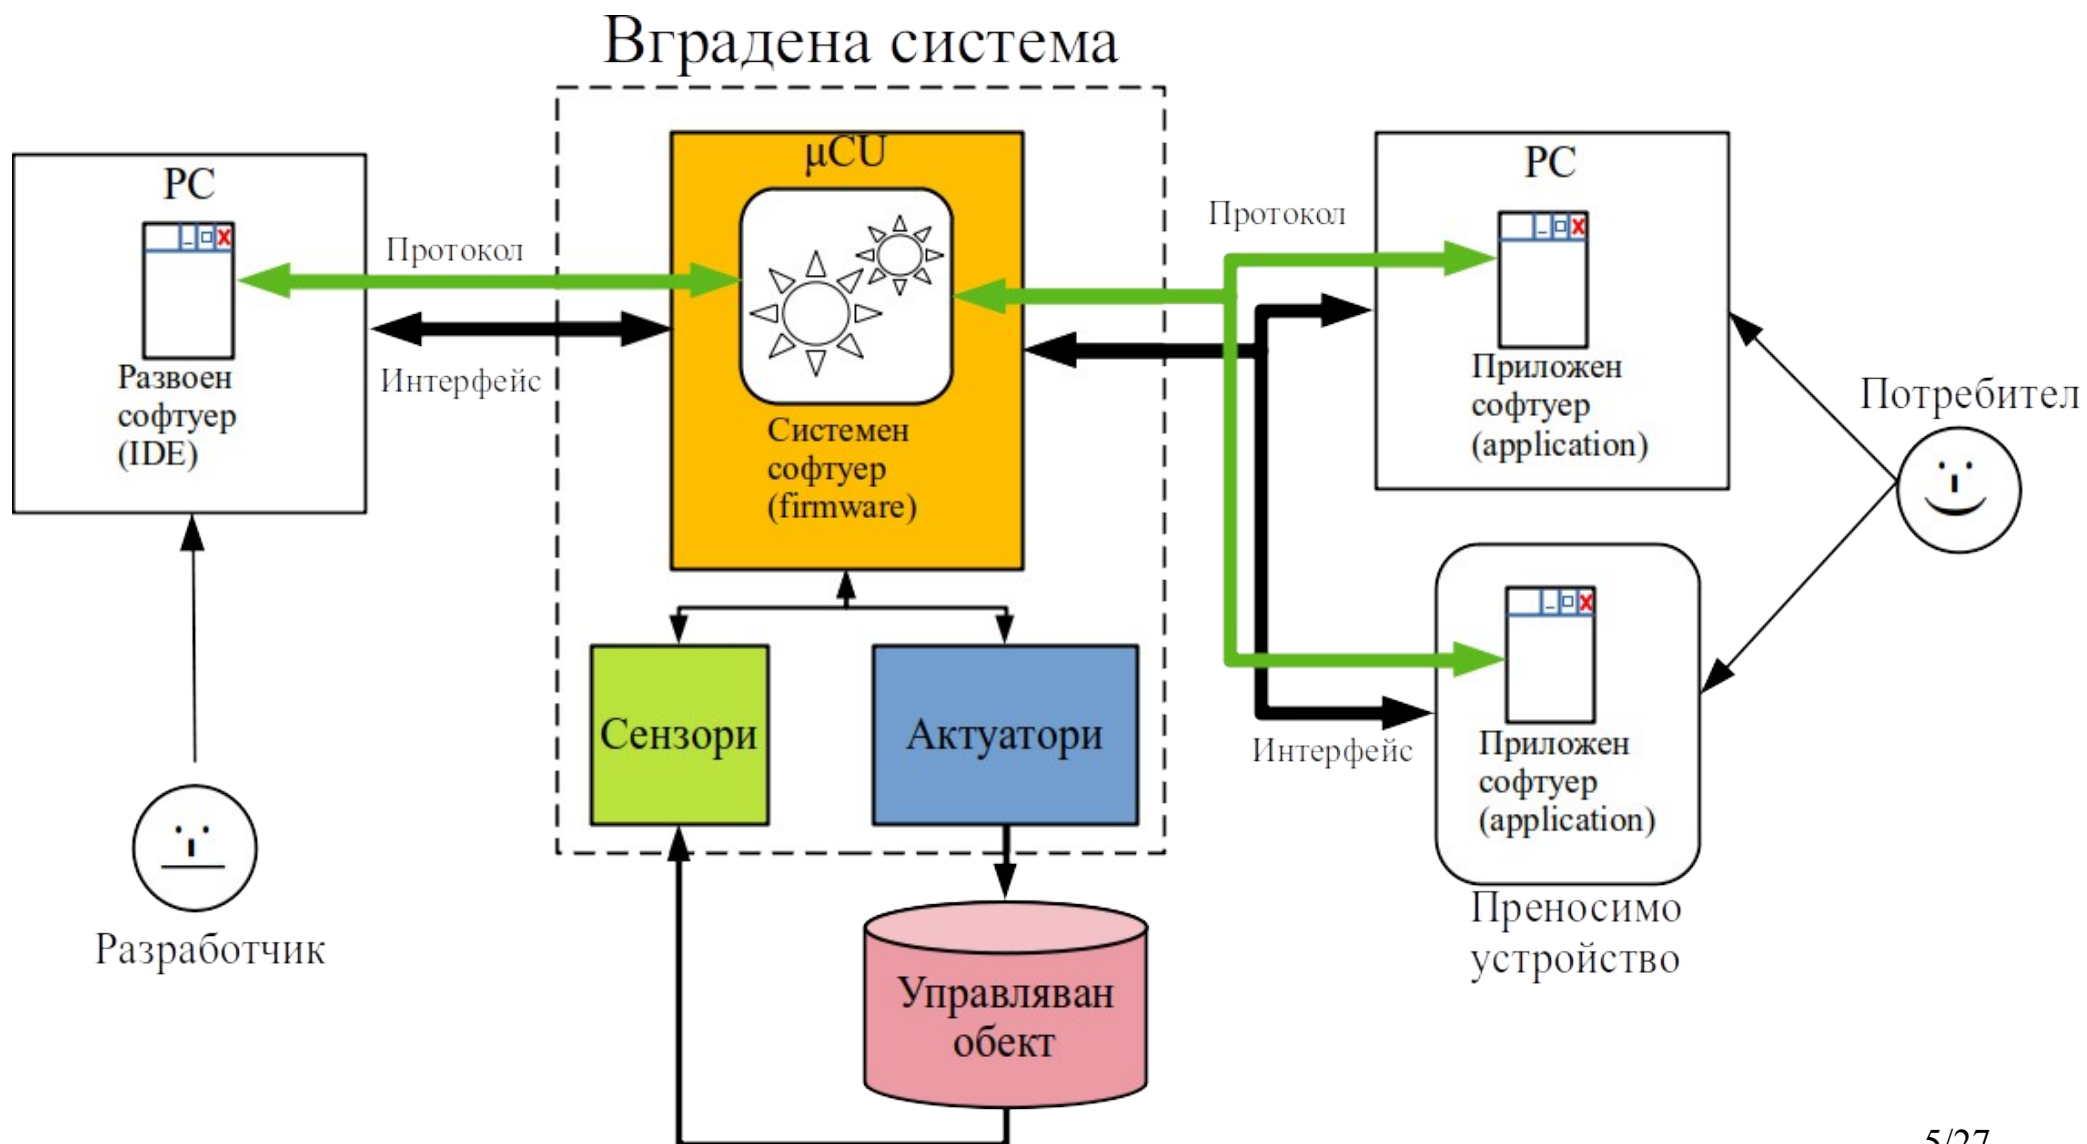 Вградена система
PC
Развоен
софтуер
(IDE)
Протокол
Интерфейс
μCU
Системен
софтуер
(firmware)
Протокол
PC
Приложен
софтуер
(application)
Потребител
Сензори
Актуатори
Интерфейс
Приложен
софтуер
(application)
Преносимо
устройство
Разработчик
Управляван
обект
5/27